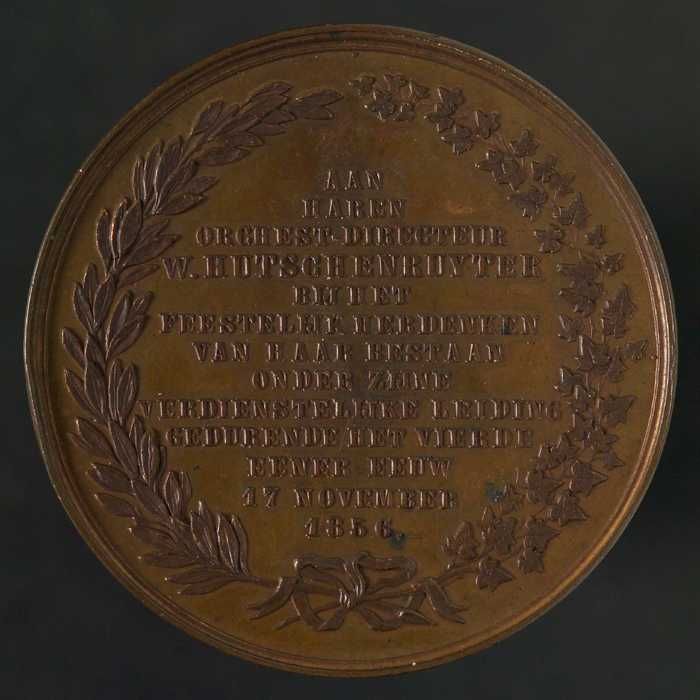 AAN
HAREN
ORCHEST-DIRECTEUR
W. HUTSCHENRUYTER
BIJ HET
FEESTELIJK HERDENKEN
VAN HAAR BESTAAN
ONDER ZIJNE
VERDIENSTELIJKE LEIDING
GEDURENDE HET VIERDE
EENER EEUW
17 NOVEMBER
1856.